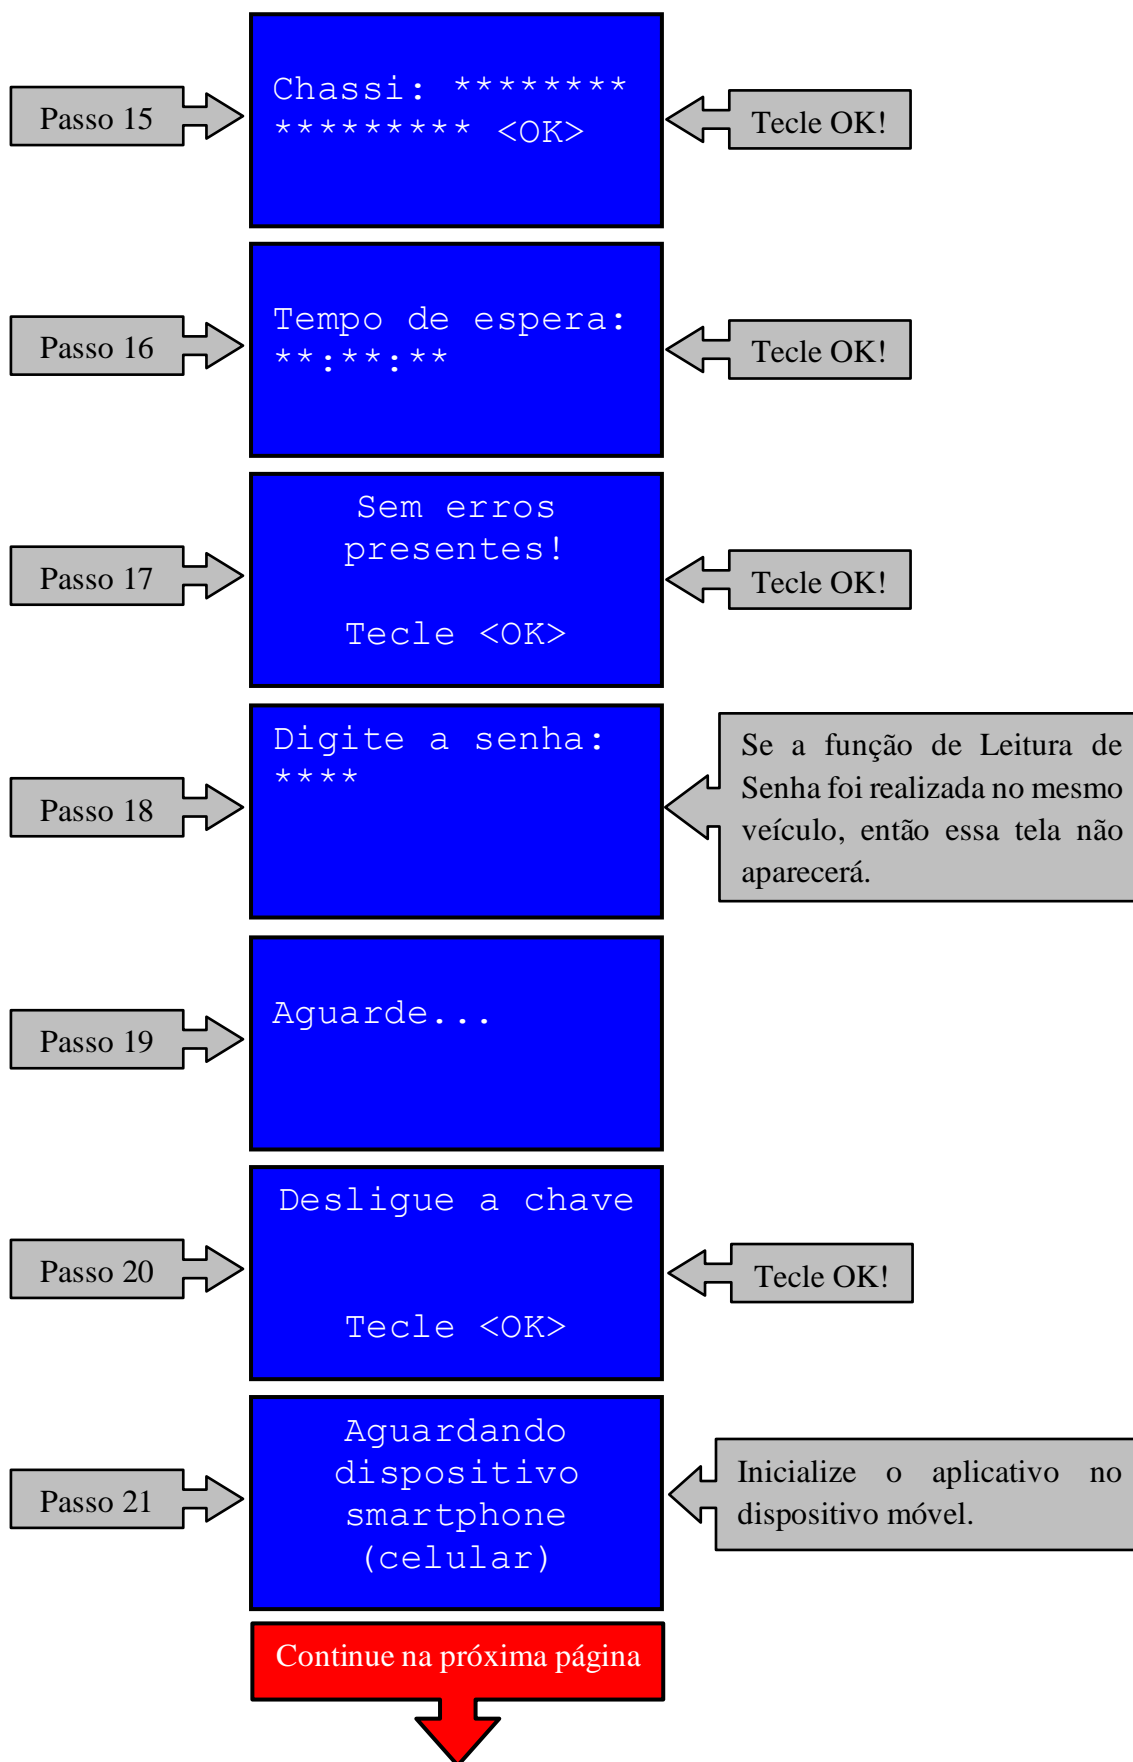 Passo 15
Chassi: ********
********* <OK>
Tecle OK!
Passo 16
Tempo de espera:
**:**:**
Tecle OK!
Passo 17
Sem erros
presentes!
Tecle <OK>
Tecle OK!
Passo 18
Digite a senha:
****
Se a função de Leitura de
Senha foi realizada no mesmo
veículo, então essa tela não
aparecerá.
Passo 19
Aguarde...
Passo 20
Desligue a chave
Tecle <OK>
Tecle OK!
Passo 21
Aguardando
dispositivo
smartphone
(celular)
Inicialize o aplicativo no
dispositivo móvel.
Continue na próxima página